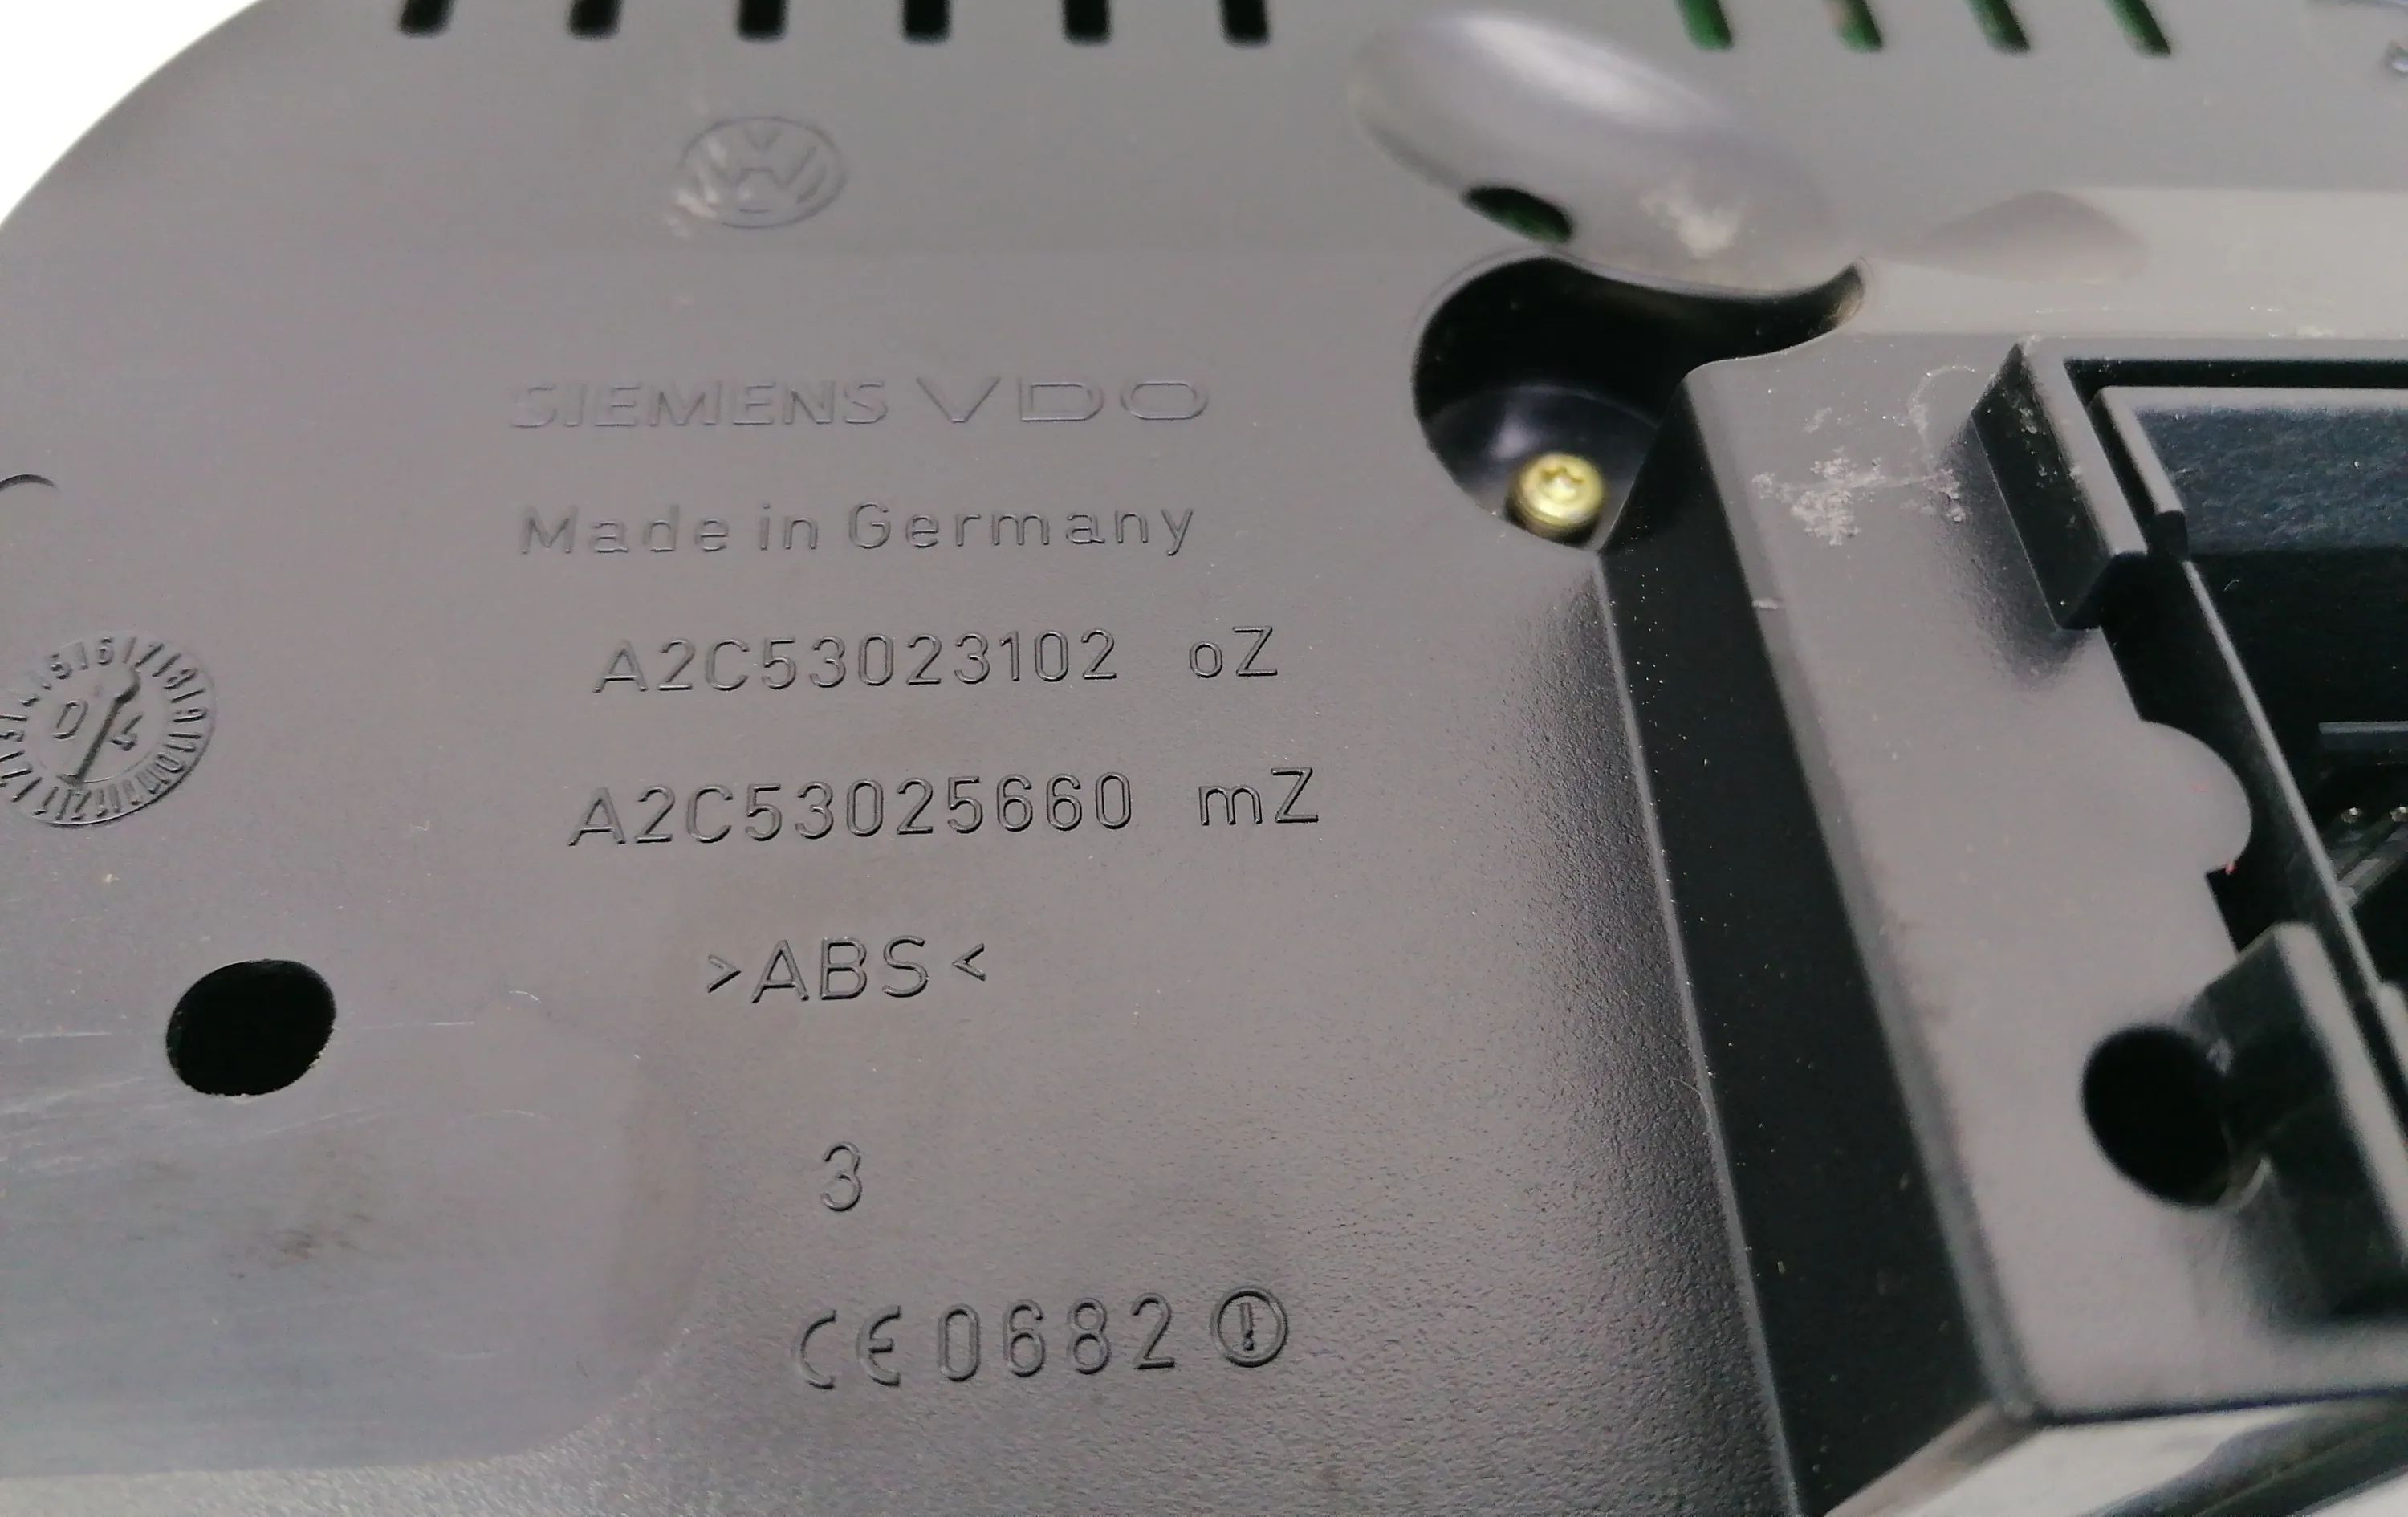 SIEMENS VDO
Made in Germany
A2C53023102 oZ
A2C53025660 mZ
>ABS<
3
CE 0682 !